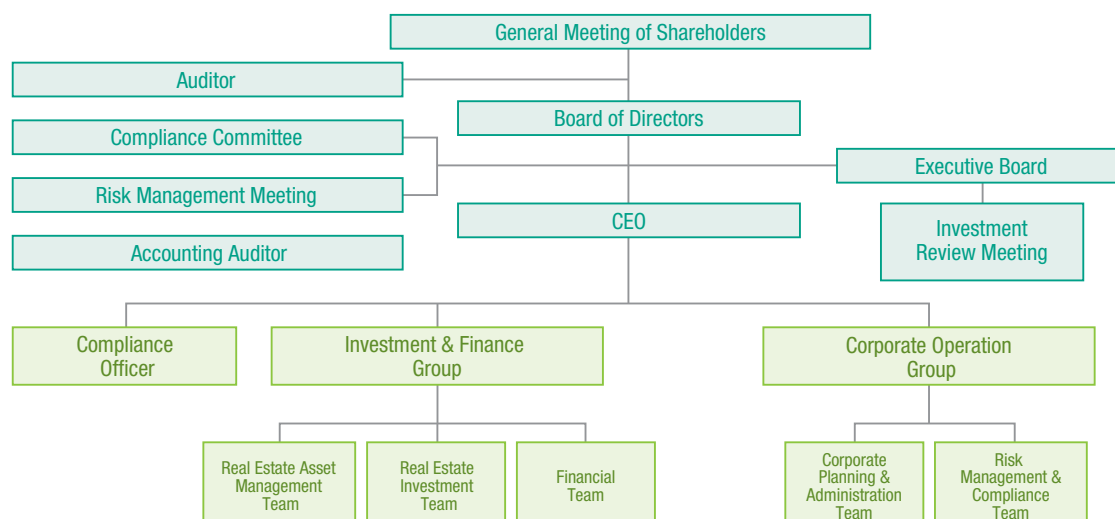 General Meeting of Shareholders
Auditor
Board of Directors
Compliance Committee
Executive Board
Risk Management Meeting
CEO
Investment
Review Meeting
Accounting Auditor
Compliance
Officer
Investment & Finance
Group
Corporate Operation
Group
Real Estate Asset
Management
Team
Real Estate
Investment
Team
Financial
Team
Corporate
Planning &
Administration
Team
Risk
Management &
Compliance
Team